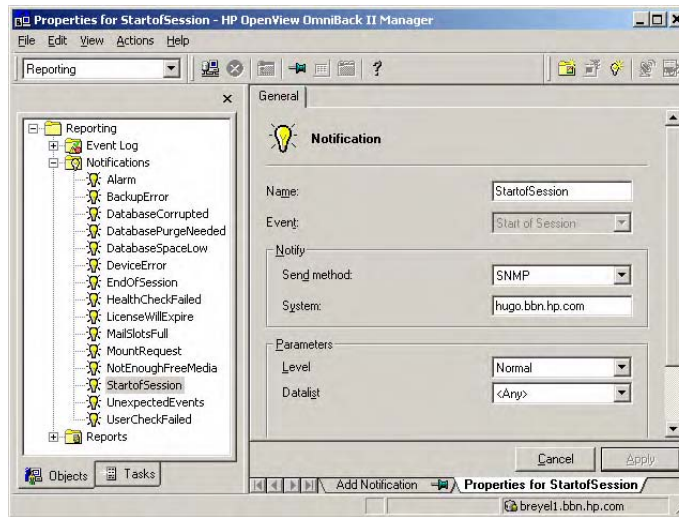 Properties for StartofSession - HP OpenView OmniBack II Manager
File Edit View Actions Help
Reporting
?
Reporting
Event Log
Notifications
Alarm
BackupError
DatabaseCorrupted
DatabasePurgeNeeded
DatabaseSpaceLow
DeviceError
EndOfSession
HealthCheckFailed
LicenseWillExpire
MailSlotsFull
MountRequest
NotEnoughFreeMedia
StartofSession
UnexpectedEvents
UserCheckFailed
Reports
Objects Tasks
General
Notification
Name: StartofSession
Event: Start of Session
Notify
Send method: SNMP
System: hugo.bbn.hp.com
Parameters
Level Normal
Datalist <Any>
Cancel Apply
Add Notification Properties for StartofSession
breyel1.bbn.hp.com